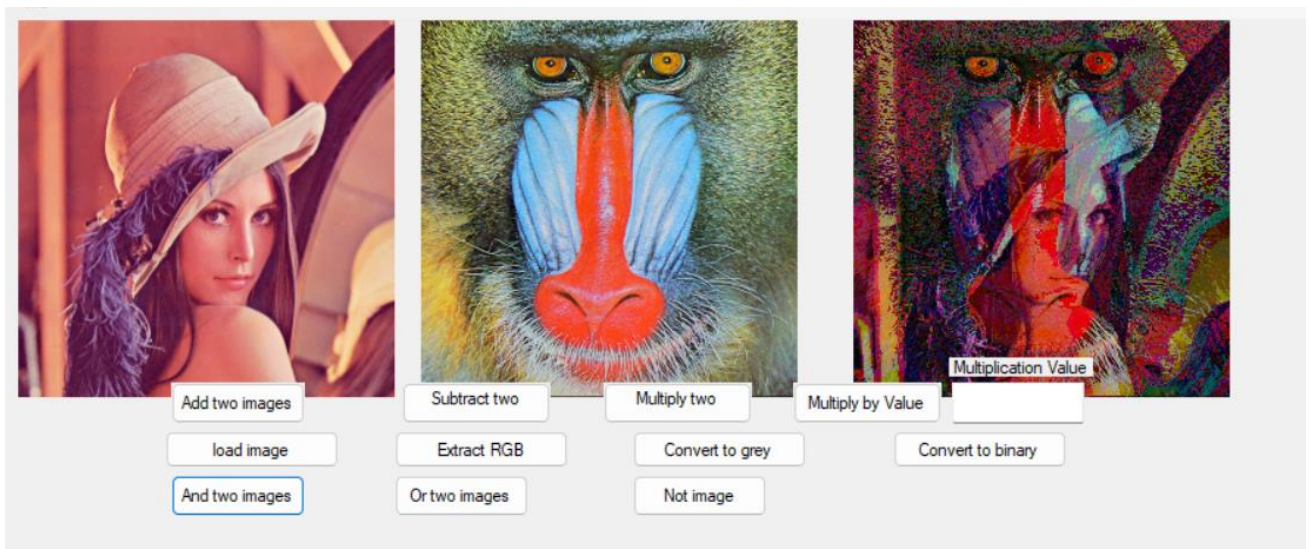 Multiplication Value
Add two images
Subtract two
Multiply two
Multiply by Value
load image
Extract RGB
Convert to grey
Convert to binary
And two images
Or two images
Not image